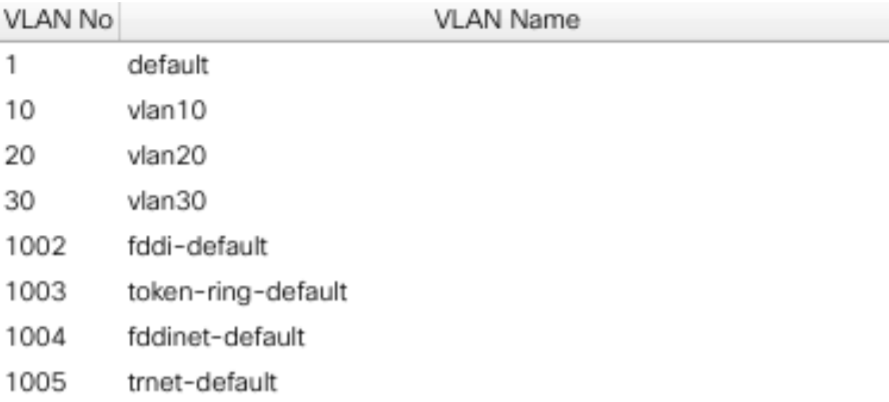 VLAN No VLAN Name
1 default
10 vlan10
20 vlan20
30 vlan30
1002 fddi-default
1003 token-ring-default
1004 fddinet-default
1005 trnet-default